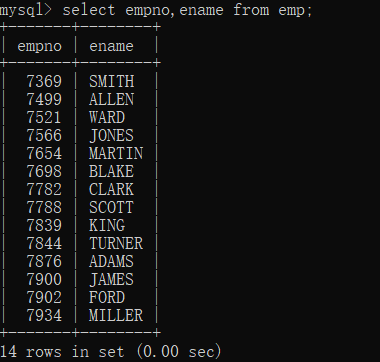 mysql> select empno,ename from emp;
+-------+--------+
| empno | ename  |
+-------+--------+
|  7369 | SMITH  |
|  7499 | ALLEN  |
|  7521 | WARD   |
|  7566 | JONES  |
|  7654 | MARTIN |
|  7698 | BLAKE  |
|  7782 | CLARK  |
|  7788 | SCOTT  |
|  7839 | KING   |
|  7844 | TURNER |
|  7876 | ADAMS  |
|  7900 | JAMES  |
|  7902 | FORD   |
|  7934 | MILLER |
+-------+--------+
14 rows in set (0.00 sec)